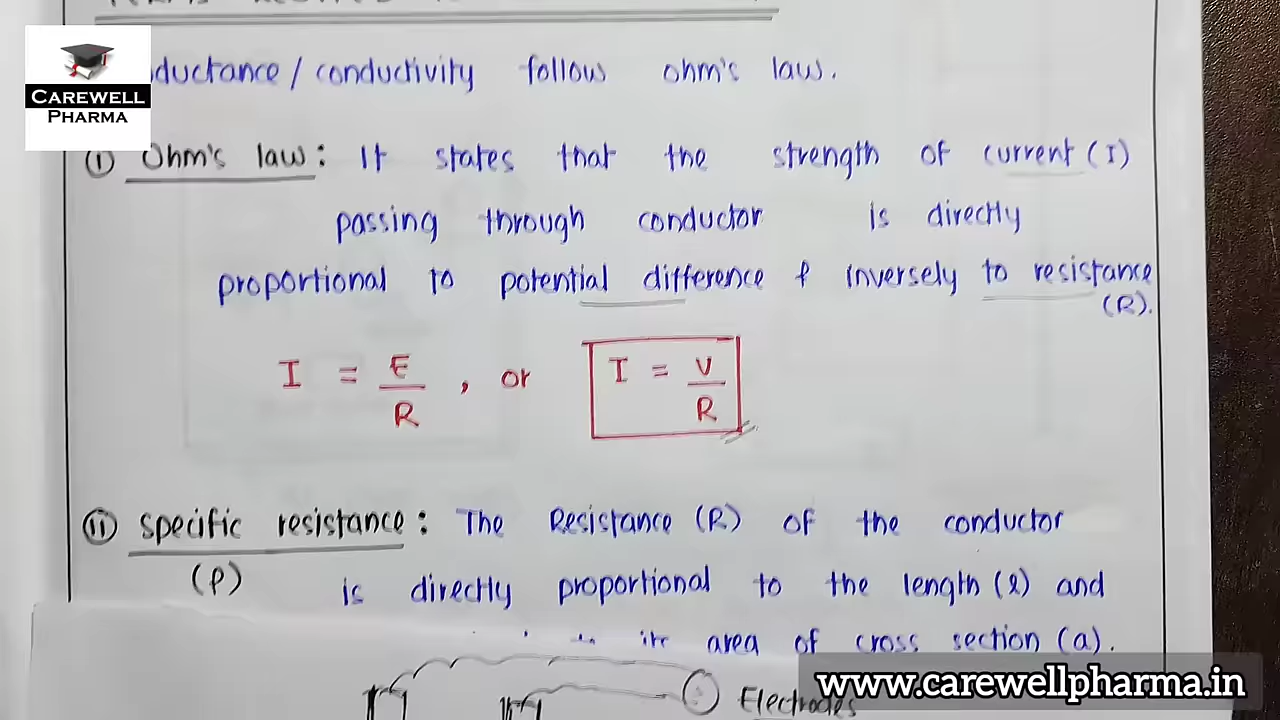 CAREWELL
PHARMA
ductance / conductivity follow ohm's law.
(i) Ohm's law : It states that the strength of current (I)
passing through conductor is directly
proportional to potential difference & inversely to resistance
(R).
I = E/R , or I = V/R
(ii) specific resistance : The Resistance (R) of the conductor
(ρ) is directly proportional to the length (l) and
area of cross section (a).
Electrodes
www.carewellpharma.in